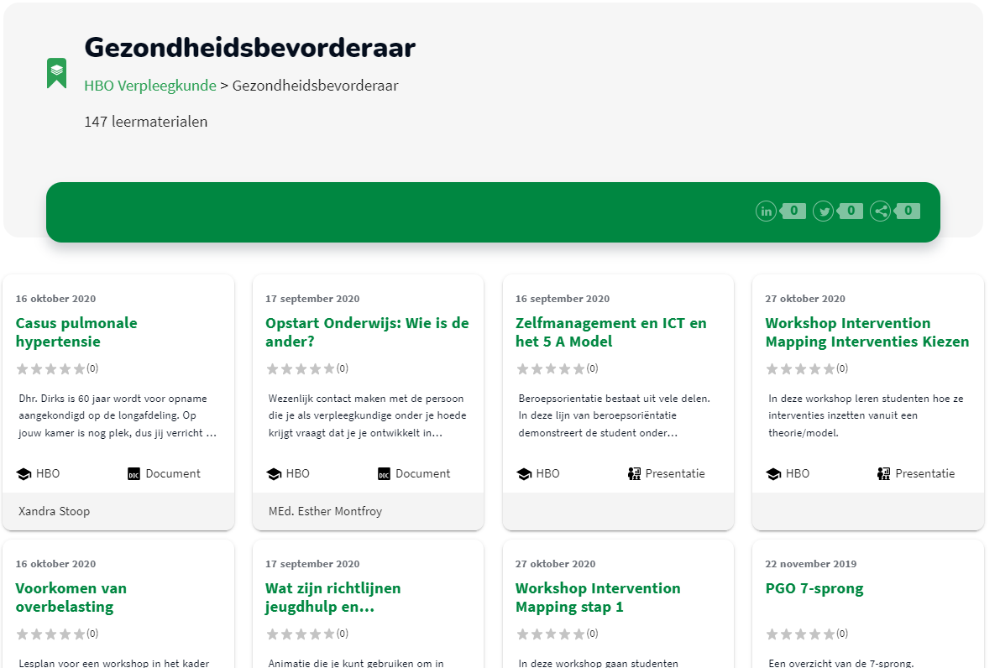 Gezondheidsbevorderaar
HBO Verpleegkunde > Gezondheidsbevorderaar
147 leermaterialen
in 0 0 0
16 oktober 2020
Casus pulmonale
hypertensie
(0)
Dhr. Dirks is 60 jaar wordt voor opname
aangekondigd op de longafdeling. Op
jouw kamer is nog plek, dus jij verricht …
HBO
DOC Document
Xandra Stoop
17 september 2020
Opstart Onderwijs: Wie is de
ander?
(0)
Wezenlijk contact maken met de persoon
die je als verpleegkundige onder je hoede
krijgt vraagt dat je je ontwikkelt in…
HBO
DOC Document
MEd. Esther Montfroy
16 september 2020
Zelfmanagement en ICT en
het 5 A Model
(0)
Beroepsorientatie bestaat uit vele delen.
In deze lijn van beroepsoriëntatie
demonstreert de student onder…
HBO
Presentatie
27 oktober 2020
Workshop Intervention
Mapping Interventies Kiezen
(0)
In deze workshop leren studenten hoe ze
interventies inzetten vanuit een
theorie/model.
HBO
Presentatie
16 oktober 2020
Voorkomen van
overbelasting
(0)
Lesplan voor een workshop in het kader
17 september 2020
Wat zijn richtlijnen
jeugdhulp en…
(0)
Animatie die je kunt gebruiken om in
27 oktober 2020
Workshop Intervention
Mapping stap 1
(0)
In deze workshop gaan studenten
22 november 2019
PGO 7-sprong
(0)
Een overzicht van de 7-sprong.